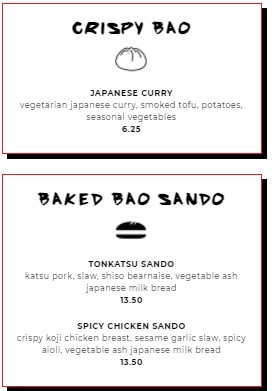 CRISPY BAO
JAPANESE CURRY
vegetarian japanese curry, smoked tofu, potatoes,
seasonal vegetables
6.25
BAKED BAO SANDO
TONKATSU SANDO
katsu pork, slaw, shiso bearnaise, vegetable ash
japanese milk bread
13.50
SPICY CHICKEN SANDO
crispy koji chicken breast, sesame garlic slaw, spicy
aioli, vegetable ash japanese milk bread
13.50